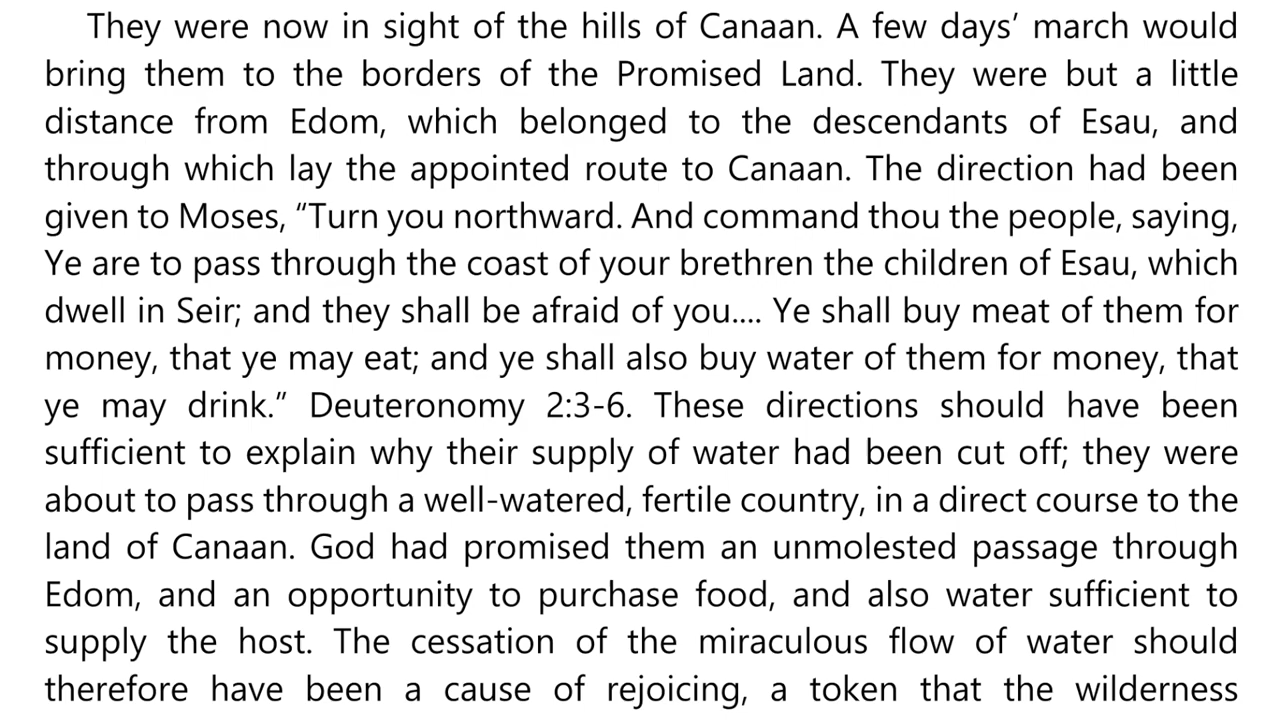 They were now in sight of the hills of Canaan. A few days’ march would
bring them to the borders of the Promised Land. They were but a little
distance from Edom, which belonged to the descendants of Esau, and
through which lay the appointed route to Canaan. The direction had been
given to Moses, “Turn you northward. And command thou the people, saying,
Ye are to pass through the coast of your brethren the children of Esau, which
dwell in Seir; and they shall be afraid of you.... Ye shall buy meat of them for
money, that ye may eat; and ye shall also buy water of them for money, that
ye may drink.” Deuteronomy 2:3-6. These directions should have been
sufficient to explain why their supply of water had been cut off; they were
about to pass through a well-watered, fertile country, in a direct course to the
land of Canaan. God had promised them an unmolested passage through
Edom, and an opportunity to purchase food, and also water sufficient to
supply the host. The cessation of the miraculous flow of water should
therefore have been a cause of rejoicing, a token that the wilderness